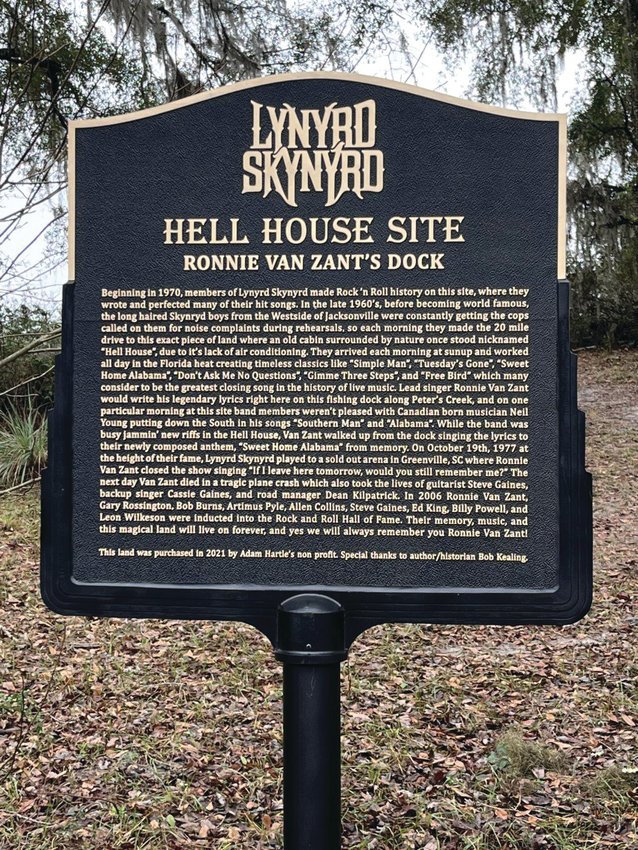 LYNYRD
SKYNYRD
HELL HOUSE SITE
RONNIE VAN ZANT'S DOCK
Beginning in 1970, members of Lynyrd Skynyrd made Rock 'n Roll history on this site, where they
wrote and perfected many of their hit songs. In the late 1960's, before becoming world famous,
the long haired Skynryd boys from the Westside of Jacksonville were constantly getting the cops
called on them for noise complaints during rehearsals, so each morning they made the 20 mile
drive to this exact piece of land where an old cabin surrounded by nature once stood nicknamed
"Hell House", due to it's lack of air conditioning. They arrived each morning at sunup and worked
all day in the Florida heat creating timeless classics like "Simple Man", "Tuesday's Gone", "Sweet
Home Alabama", "Don't Ask Me No Questions", "Gimme Three Steps", and "Free Bird" which many
consider to be the greatest closing song in the history of live music. Lead singer Ronnie Van Zant
would write his legendary lyrics right here on this fishing dock along Peter's Creek, and on one
particular morning at this site band members weren't pleased with Canadian born musician Neil
Young putting down the South in his songs "Southern Man" and "Alabama". While the band was
busy jammin' new riffs in the Hell House, Van Zant walked up from the dock singing the lyrics to
their newly composed anthem, "Sweet Home Alabama" from memory. On October 19th, 1977 at
the height of their fame, Lynyrd Skynyrd played to a sold out arena in Greenville, SC where Ronnie
Van Zant closed the show singing "If I leave here tomorrow, would you still remember me?" The
next day Van Zant died in a tragic plane crash which also took the lives of guitarist Steve Gaines,
backup singer Cassie Gaines, and road manager Dean Kilpatrick. In 2006 Ronnie Van Zant,
Gary Rossington, Bob Burns, Artimus Pyle, Allen Collins, Steve Gaines, Ed King, Billy Powell, and
Leon Wilkeson were inducted into the Rock and Roll Hall of Fame. Their memory, music, and
this magical land will live on forever, and yes we will always remember you Ronnie Van Zant!
This land was purchased in 2021 by Adam Hartle's non profit. Special thanks to author/historian Bob Kealing.